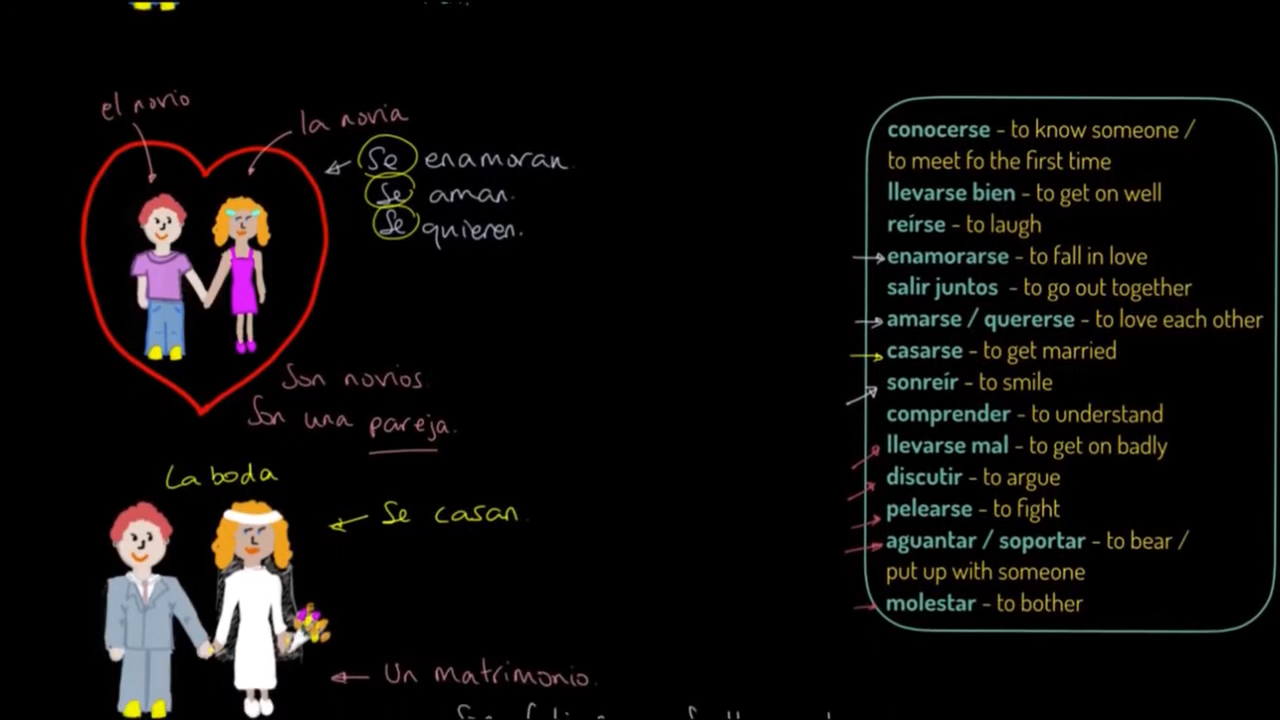 el novio
la novia
Se enamoran.
Se aman.
Se quieren.
Son novios.
Son una pareja.
La boda
Se casan.
Un matrimonio.
conocerse - to know someone /
to meet fo the first time
llevarse bien - to get on well
reírse - to laugh
enamorarse - to fall in love
salir juntos - to go out together
amarse / quererse - to love each other
casarse - to get married
sonreír - to smile
comprender - to understand
llevarse mal - to get on badly
discutir - to argue
pelearse - to fight
aguantar / soportar - to bear /
put up with someone
molestar - to bother